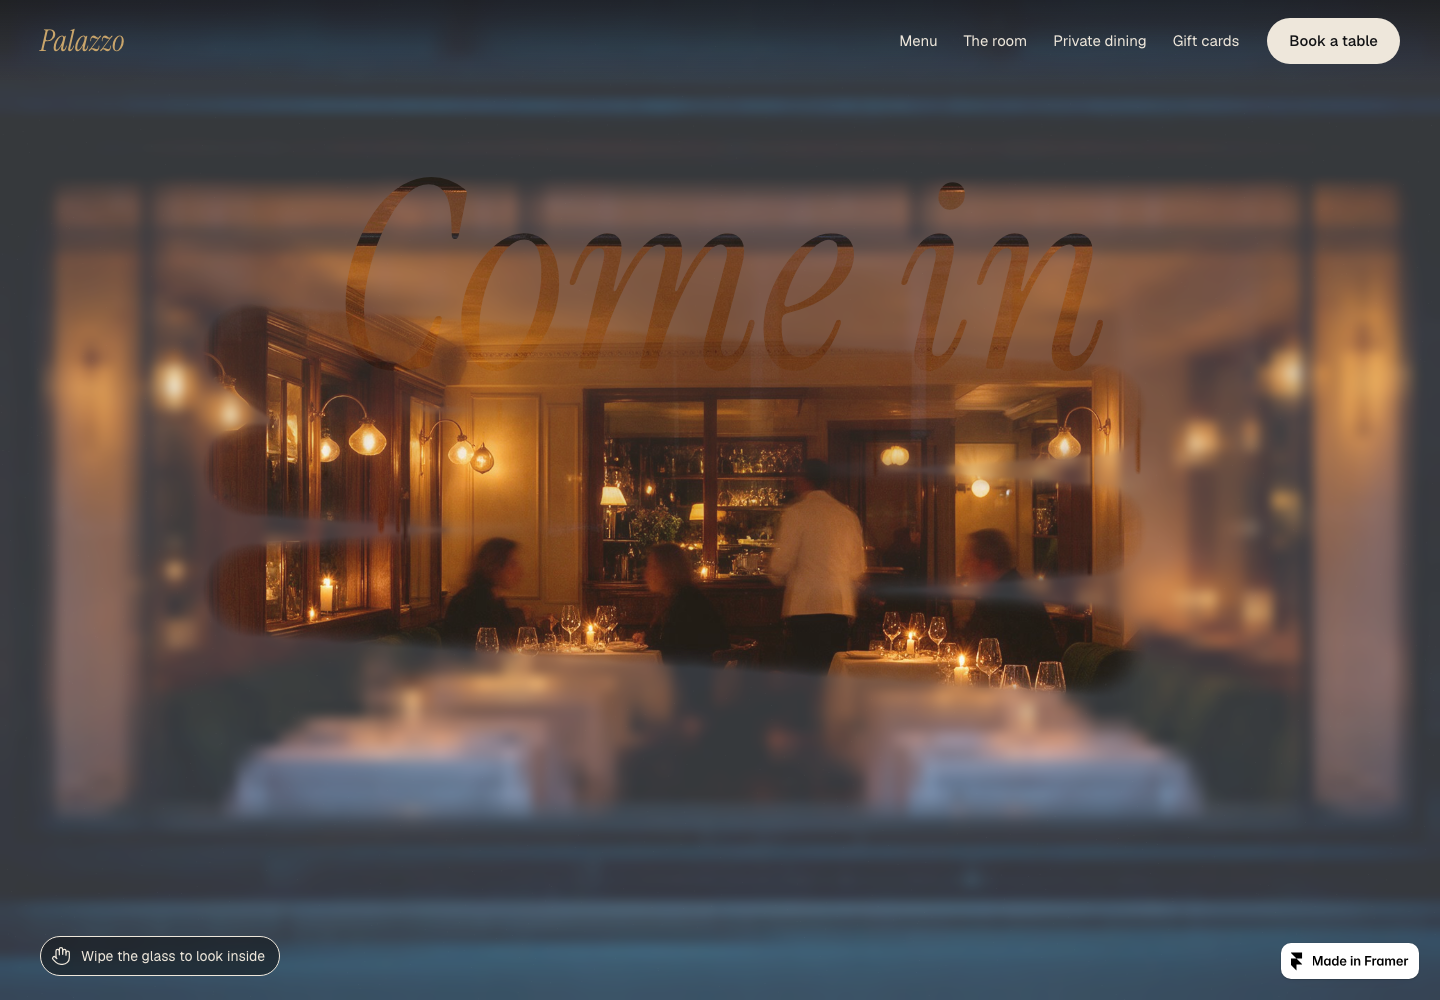 Palazzo
Menu
The room
Private dining
Gift cards
Book a table
Come in
Wipe the glass to look inside
Made in Framer